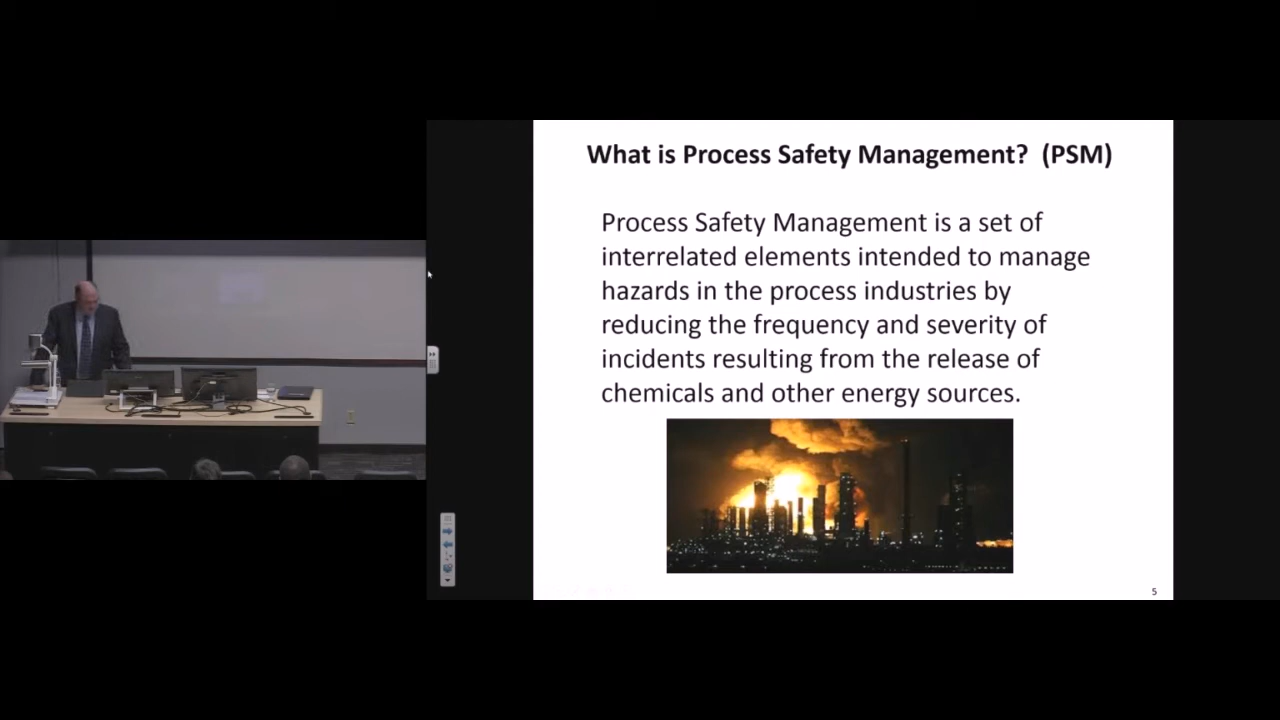 What is Process Safety Management? (PSM)
Process Safety Management is a set of
interrelated elements intended to manage
hazards in the process industries by
reducing the frequency and severity of
incidents resulting from the release of
chemicals and other energy sources.
5